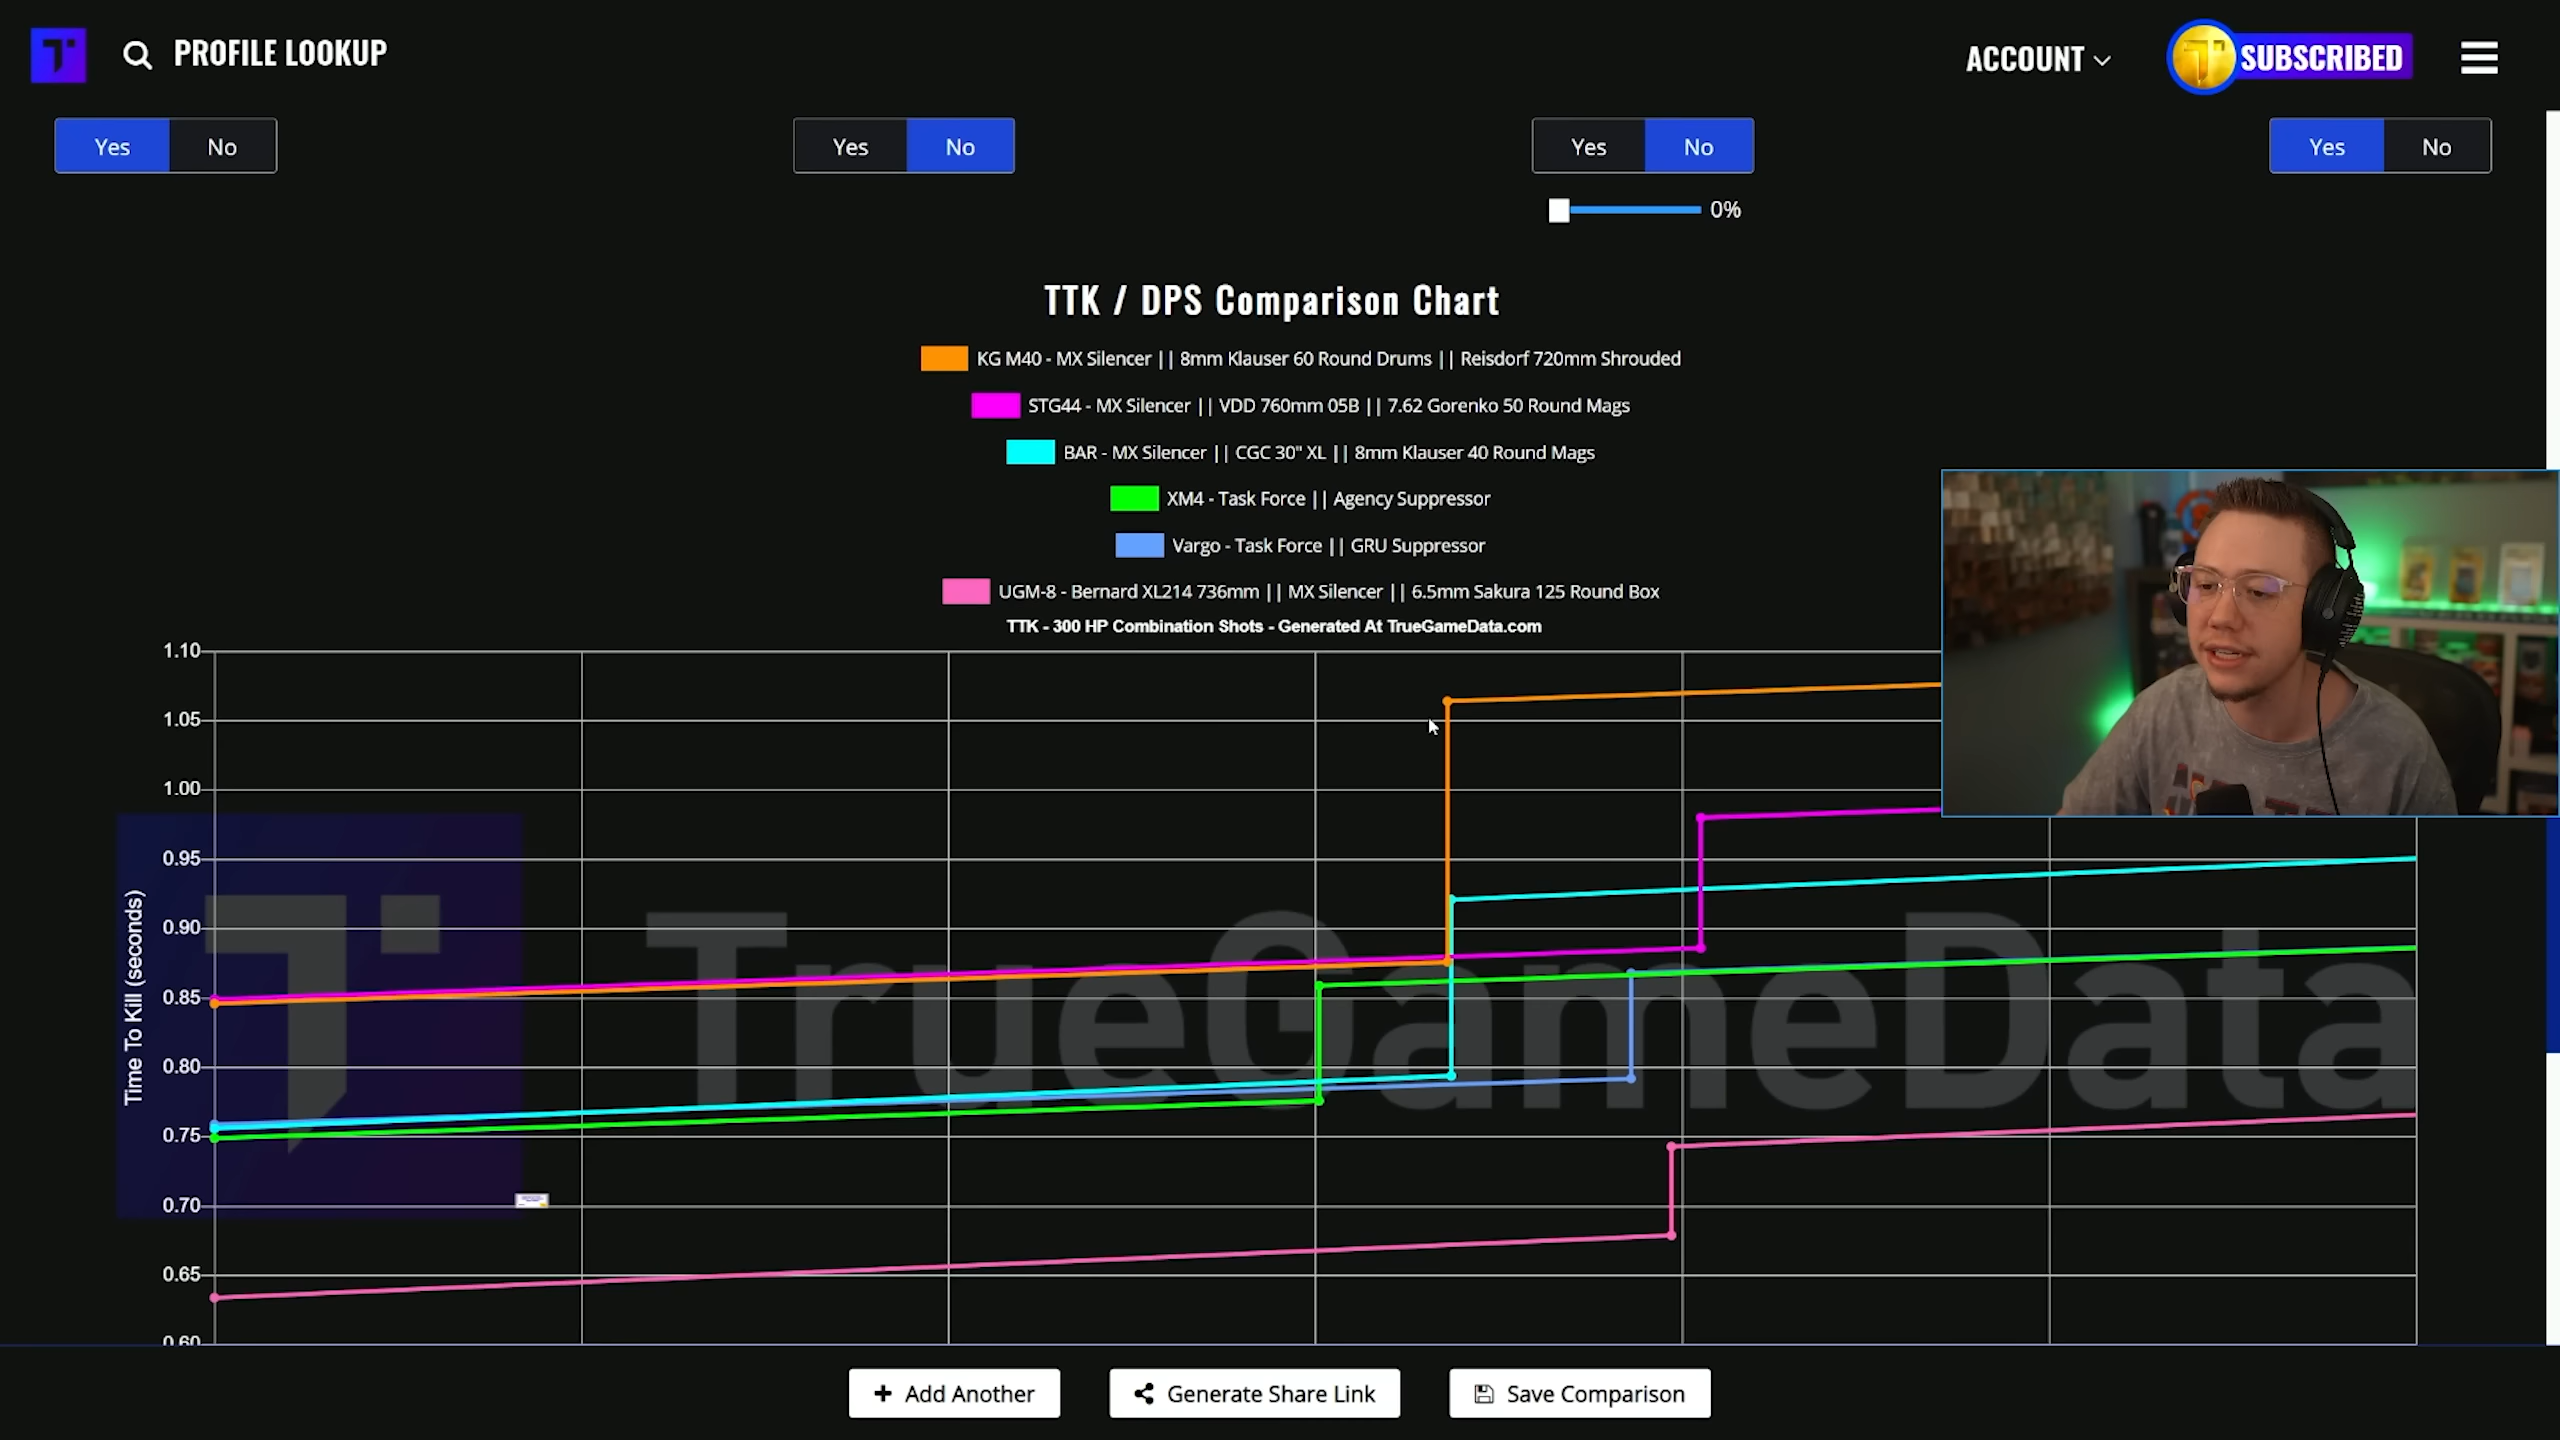 PROFILE LOOKUP
ACCOUNT
SUBSCRIBED
Yes No
Yes No
Yes No
Yes No
0%
TTK / DPS Comparison Chart
KG M40 - MX Silencer || 8mm Klauser 60 Round Drums || Reisdorf 720mm Shrouded
STG44 - MX Silencer || VDD 760mm 05B || 7.62 Gorenko 50 Round Mags
BAR - MX Silencer || CGC 30" XL || 8mm Klauser 40 Round Mags
XM4 - Task Force || Agency Suppressor
Vargo - Task Force || GRU Suppressor
UGM-8 - Bernard XL214 736mm || MX Silencer || 6.5mm Sakura 125 Round Box
TTK - 300 HP Combination Shots - Generated At TrueGameData.com
1.10
1.05
1.00
0.95
0.90
0.85
0.80
0.75
0.70
0.65
0.60
Time To Kill (seconds)
TrueGameData
Add Another
Generate Share Link
Save Comparison